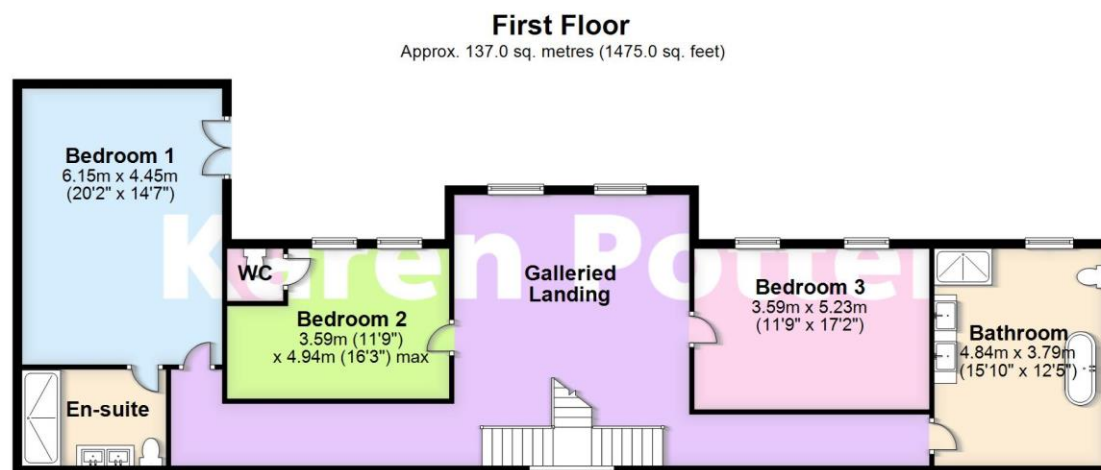 First Floor
Approx. 137.0 sq. metres (1475.0 sq. feet)
Bedroom 1
6.15m x 4.45m
(20'2" x 14'7")
Karen Potter
WC
Galleried
Landing
Bedroom 2
3.59m (11'9")
x 4.94m (16'3") max
Bedroom 3
3.59m x 5.23m
(11'9" x 17'2")
Bathroom
4.84m x 3.79m
(15'10" x 12'5")
En-suite